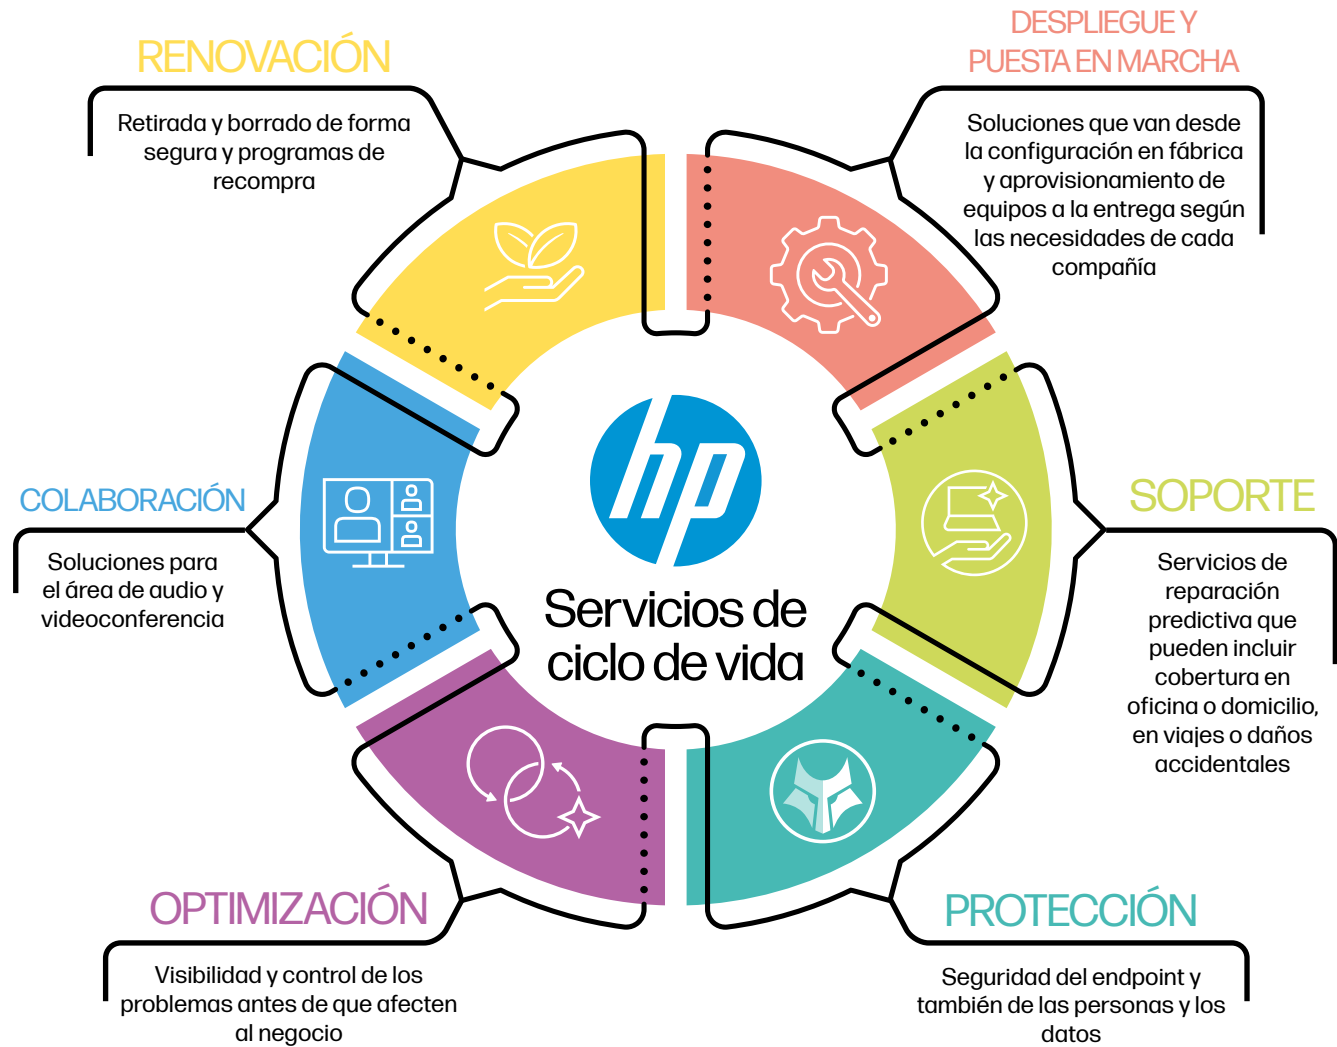 RENOVACIÓN
Retirada y borrado de forma
segura y programas de
recompra
DESPLIEGUE Y
PUESTA EN MARCHA
Soluciones que van desde
la configuración en fábrica
y aprovisionamiento de
equipos a la entrega según
las necesidades de cada
compañía
hp
Servicios de
ciclo de vida
COLABORACIÓN
Soluciones para
el área de audio y
videoconferencia
SOPORTE
Servicios de
reparación
predictiva que
pueden incluir
cobertura en
oficina o domicilio,
en viajes o daños
accidentales
OPTIMIZACIÓN
Visibilidad y control de los
problemas antes de que afecten
al negocio
PROTECCIÓN
Seguridad del endpoint y
también de las personas y los
datos